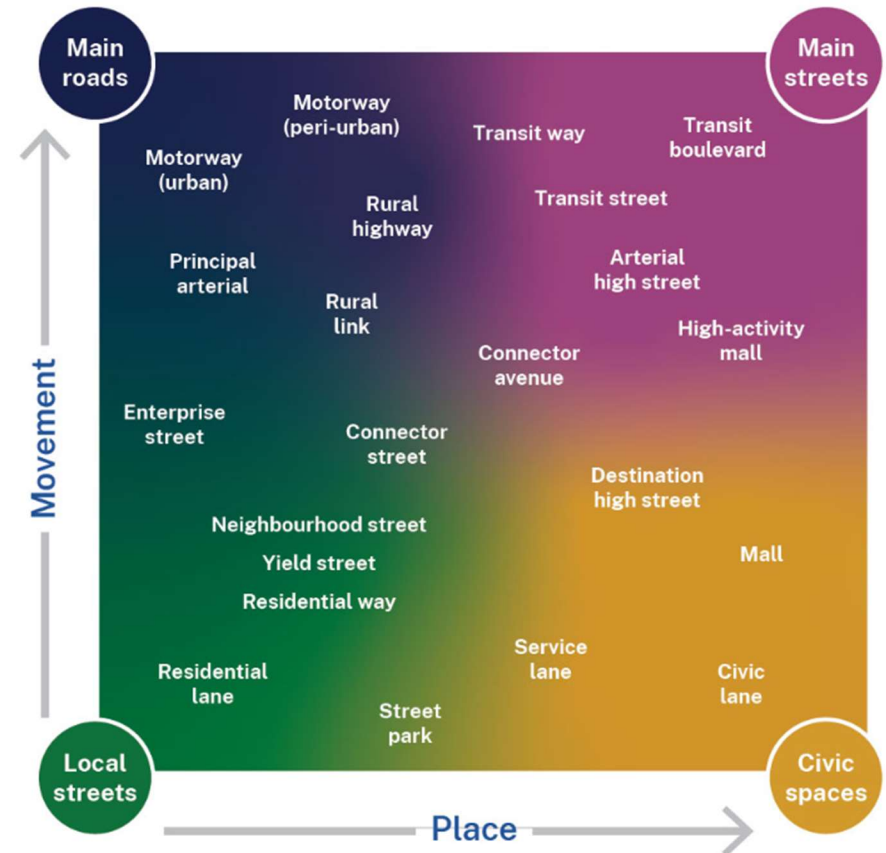 Main
roads
Main
streets
Motorway
(peri-urban)
Transit way
Transit
boulevard
Motorway
(urban)
Rural
highway
Transit street
Principal
arterial
Arterial
high street
Rural
link
High-activity
mall
Connector
avenue
Movement
Enterprise
street
Connector
street
Destination
high street
Neighbourhood street
Mall
Yield street
Residential way
Service
lane
Residential
lane
Civic
lane
Street
park
Local
streets
Civic
spaces
Place